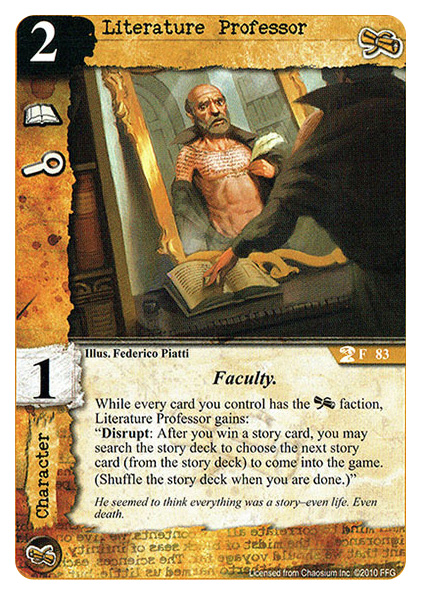 2
Literature Professor
Illus. Federico Piatti
F 83
1
Faculty.
While every card you control has the faction,
Literature Professor gains:
"Disrupt: After you win a story card, you may
search the story deck to choose the next story
card (from the story deck) to come into the game.
(Shuffle the story deck when you are done.)"
He seemed to think everything was a story–even life. Even
death.
Character
Licensed from Chaosium Inc. ©2010 FFG